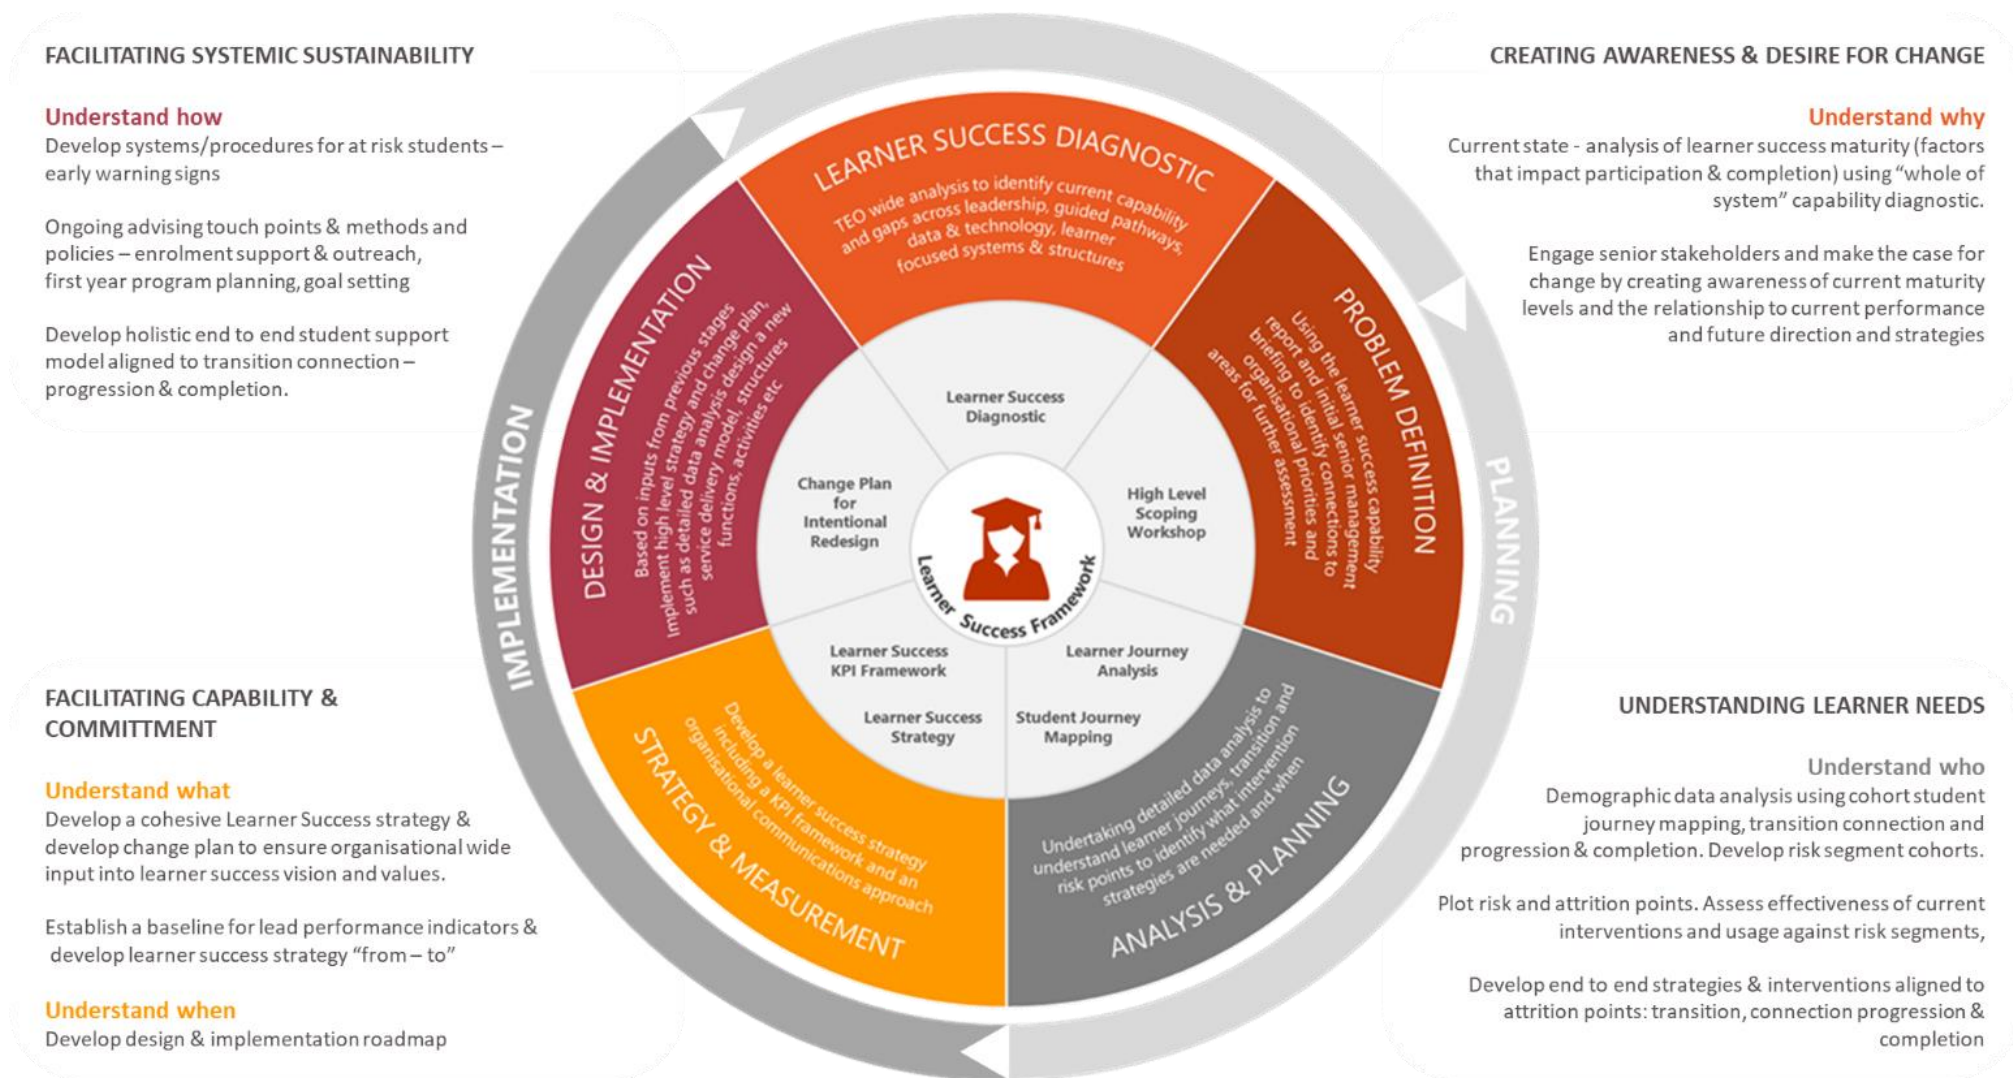 FACILITATING SYSTEMIC SUSTAINABILITY
Understand how
Develop systems/procedures for at risk students –
early warning signs
Ongoing advising touch points & methods and
policies – enrolment support & outreach,
first year program planning, goal setting
Develop holistic end to end student support
model aligned to transition connection –
progression & completion.
CREATING AWARENESS & DESIRE FOR CHANGE
Understand why
Current state - analysis of learner success maturity (factors
that impact participation & completion) using “whole of
system” capability diagnostic.
Engage senior stakeholders and make the case for
change by creating awareness of current maturity
levels and the relationship to current performance
and future direction and strategies
LEARNER SUCCESS DIAGNOSTIC
TEO wide analysis to identify current capability
and gaps across leadership, guided pathways,
data & technology, learner
focused systems & structures
PROBLEM DEFINITION
Using the learner success capability
report and initial senior management
briefing to identify connections to
organisational priorities and
areas for further assessment
PLANNING
ANALYSIS & PLANNING
Undertaking detailed data analysis to
understand learner journeys, transition and
risk points to identify what intervention
strategies are needed and when
STRATEGY & MEASUREMENT
Develop a learner success strategy
including a KPI framework and an
organisational communications approach
DESIGN & IMPLEMENTATION
Based on inputs from previous stages
Implement high level strategy and change plan,
such as detailed data analysis design a new
service delivery model, structures
functions, activities etc
IMPLEMENTATION
Learner Success
Diagnostic
High Level
Scoping
Workshop
Learner Journey
Analysis
Student Journey
Mapping
Learner Success
Strategy
Learner Success
KPI Framework
Change Plan
for
Intentional
Redesign
Learner Success Framework
FACILITATING CAPABILITY &
COMMITTMENT
Understand what
Develop a cohesive Learner Success strategy &
develop change plan to ensure organisational wide
input into learner success vision and values.
Establish a baseline for lead performance indicators &
develop learner success strategy “from – to”
Understand when
Develop design & implementation roadmap
UNDERSTANDING LEARNER NEEDS
Understand who
Demographic data analysis using cohort student
journey mapping, transition connection and
progression & completion. Develop risk segment cohorts.
Plot risk and attrition points. Assess effectiveness of current
interventions and usage against risk segments,
Develop end to end strategies & interventions aligned to
attrition points: transition, connection progression &
completion